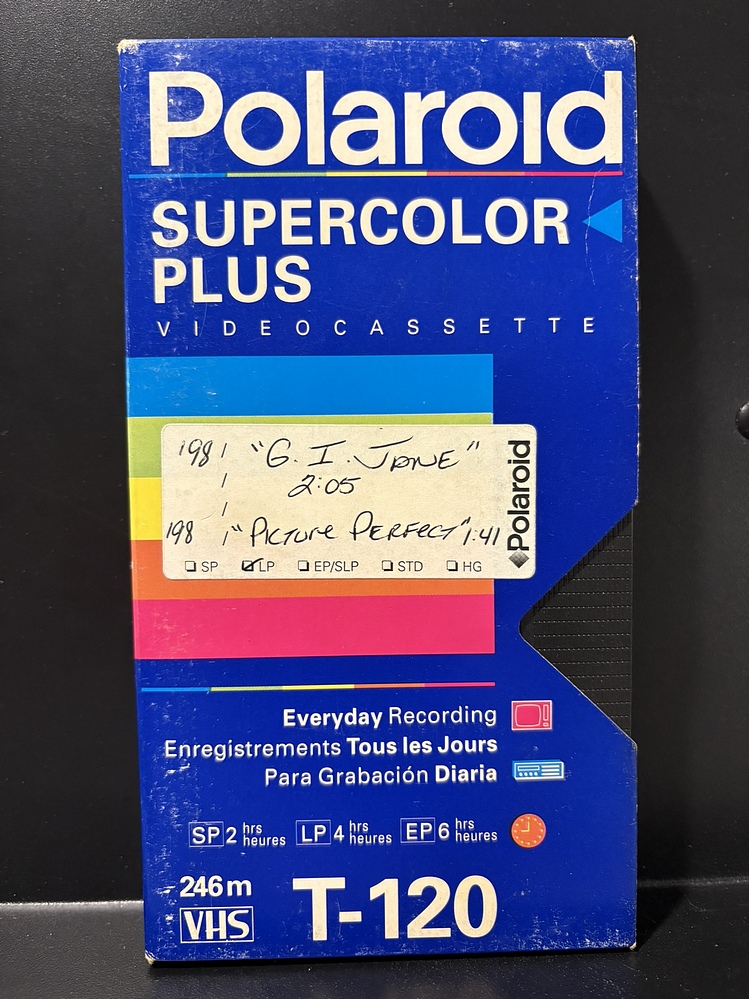 Polaroid
SUPERCOLOR
PLUS
VIDEOCASSETTE
198 "G.I. JANE"
2:05
198 "PICTURE PERFECT" 1:41
Polaroid
SP LP EP/SLP STD HG
Everyday Recording
Enregistrements Tous les Jours
Para Grabación Diaria
SP 2 hrs heures LP 4 hrs heures EP 6 hrs heures
246 m
VHS
T-120